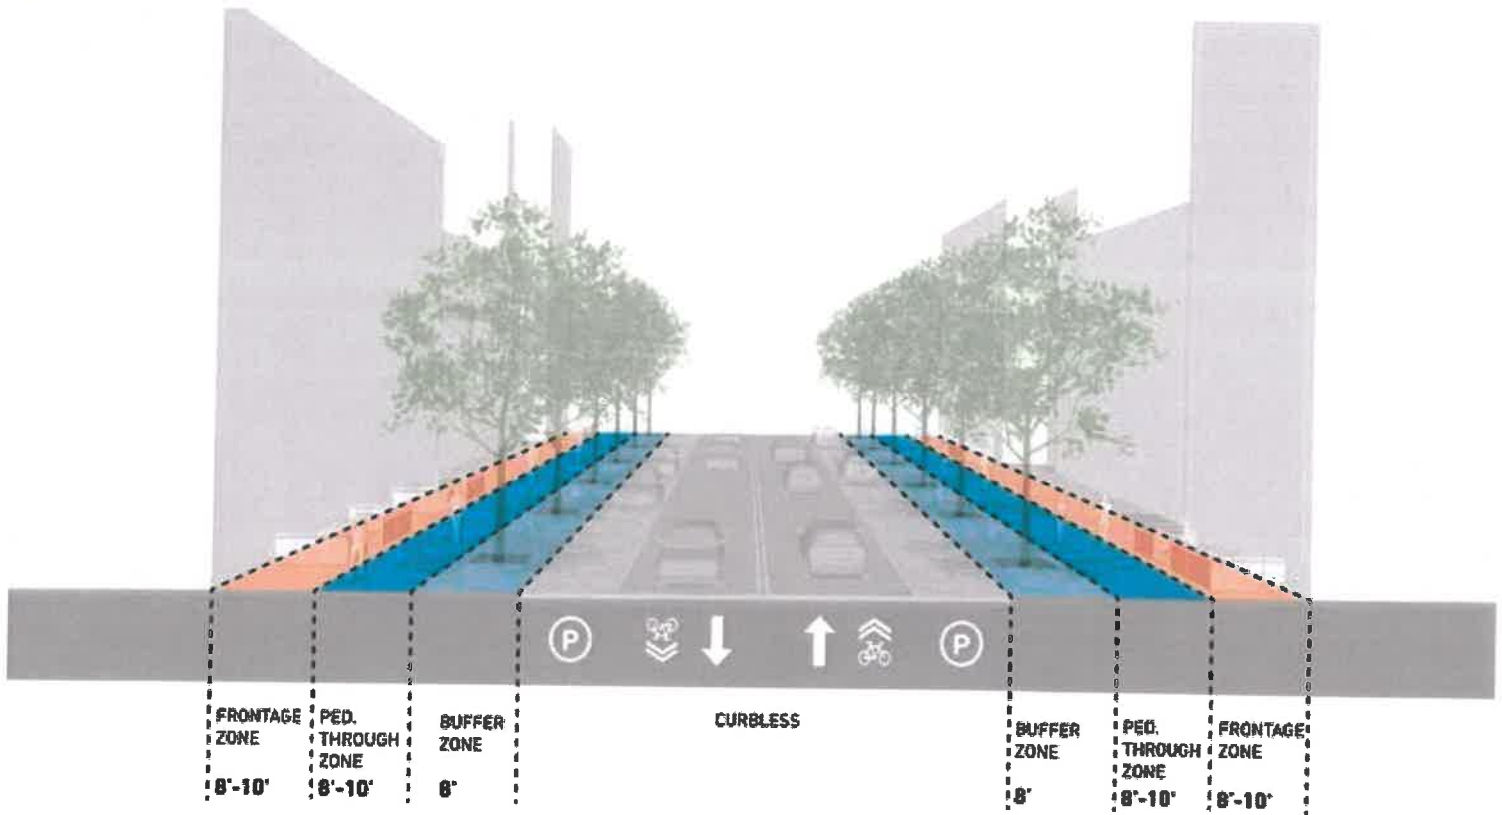 P
P
FRONTAGE
ZONE
8'-10'
PED.
THROUGH
ZONE
8'-10'
BUFFER
ZONE
8'
CURBLESS
BUFFER
ZONE
8'
PED.
THROUGH
ZONE
8'-10'
FRONTAGE
ZONE
8'-10'